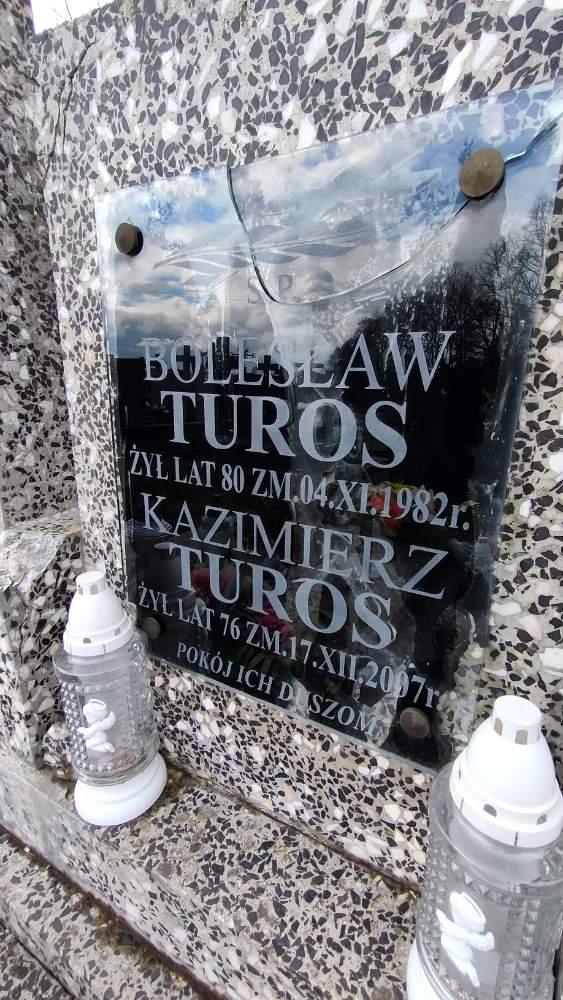 S P
BOLESŁAW
TUROS
ŻYŁ LAT 80 ZM.04.XI.1982r.
KAZIMIERZ
TUROS
ŻYŁ LAT 76 ZM.17.XII.2007r
POKÓJ ICH DUSZOM